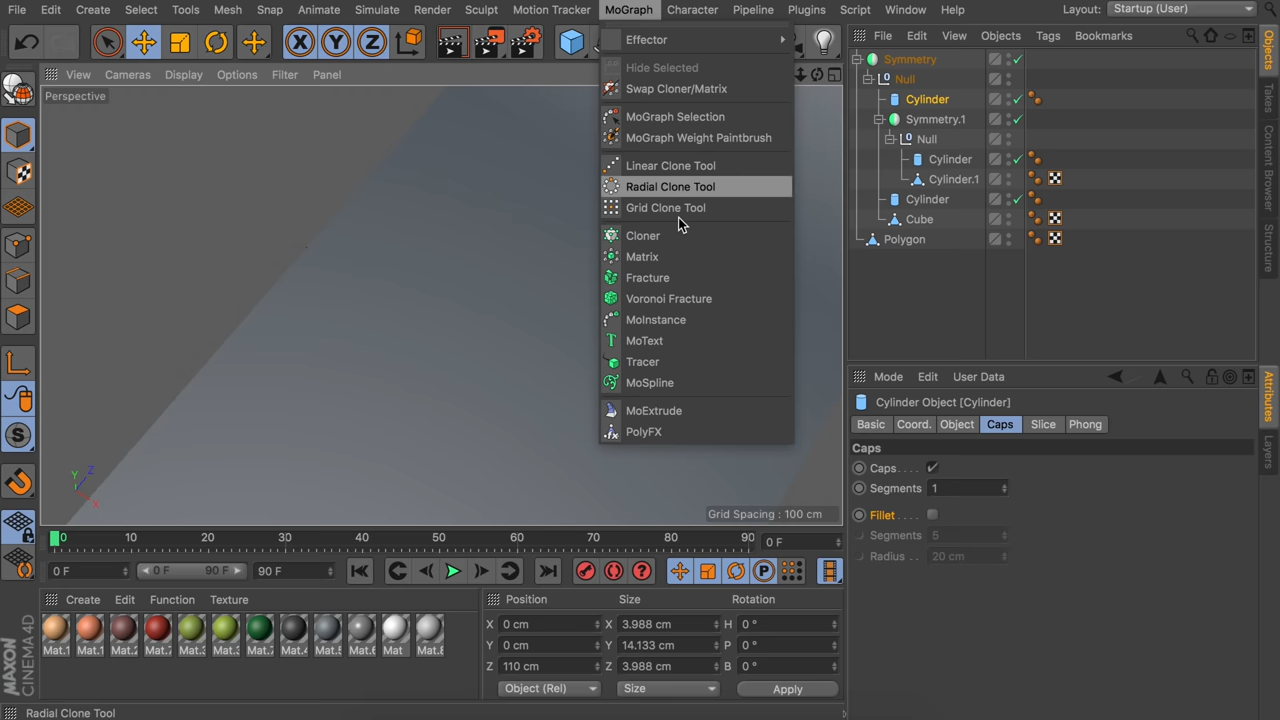 File Edit Create Select Tools Mesh Snap Animate Simulate Render Sculpt Motion Tracker MoGraph Character Pipeline Plugins Script Window Help Layout: Startup (User)
View Cameras Display Options Filter Panel
Perspective
Effector
Hide Selected
Swap Cloner/Matrix
MoGraph Selection
MoGraph Weight Paintbrush
Linear Clone Tool
Radial Clone Tool
Grid Clone Tool
Cloner
Matrix
Fracture
Voronoi Fracture
MoInstance
MoText
Tracer
MoSpline
MoExtrude
PolyFX
Y Z X
Grid Spacing : 100 cm
File Edit View Objects Tags Bookmarks
Symmetry
Null
Cylinder
Symmetry.1
Null
Cylinder
Cylinder.1
Cylinder
Cube
Polygon
Objects
Takes
Content Browser
Structure
Mode Edit User Data
Cylinder Object [Cylinder]
Basic Coord. Object Caps Slice Phong
Caps
Caps. . . .
Segments 1
Fillet . . . .
Segments 5
Radius . . 20 cm
Attributes
Layers
0 10 20 30 40 50 60 70 80 90 0 F
0 F 0 F 90 F 90 F
Create Edit Function Texture
Mat.1 Mat.1 Mat.2 Mat.7 Mat.3 Mat.3 Mat.7 Mat.4 Mat.5 Mat.6 Mat Mat.8
Position Size Rotation
X 0 cm X 3.988 cm H 0 °
Y 0 cm Y 14.133 cm P 0 °
Z 110 cm Z 3.988 cm B 0 °
Object (Rel) Size Apply
MAXON CINEMA 4D
Radial Clone Tool